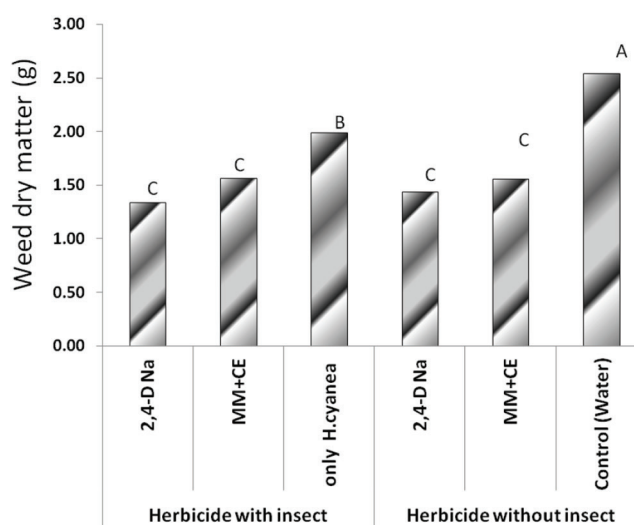 Weed dry matter (g)
3.00
2.50
2.00
1.50
1.00
0.50
0.00
C
C
B
C
C
A
2,4-D Na
MM+CE
only H.cyanea
2,4-D Na
MM+CE
Control (Water)
Herbicide with insect
Herbicide without insect